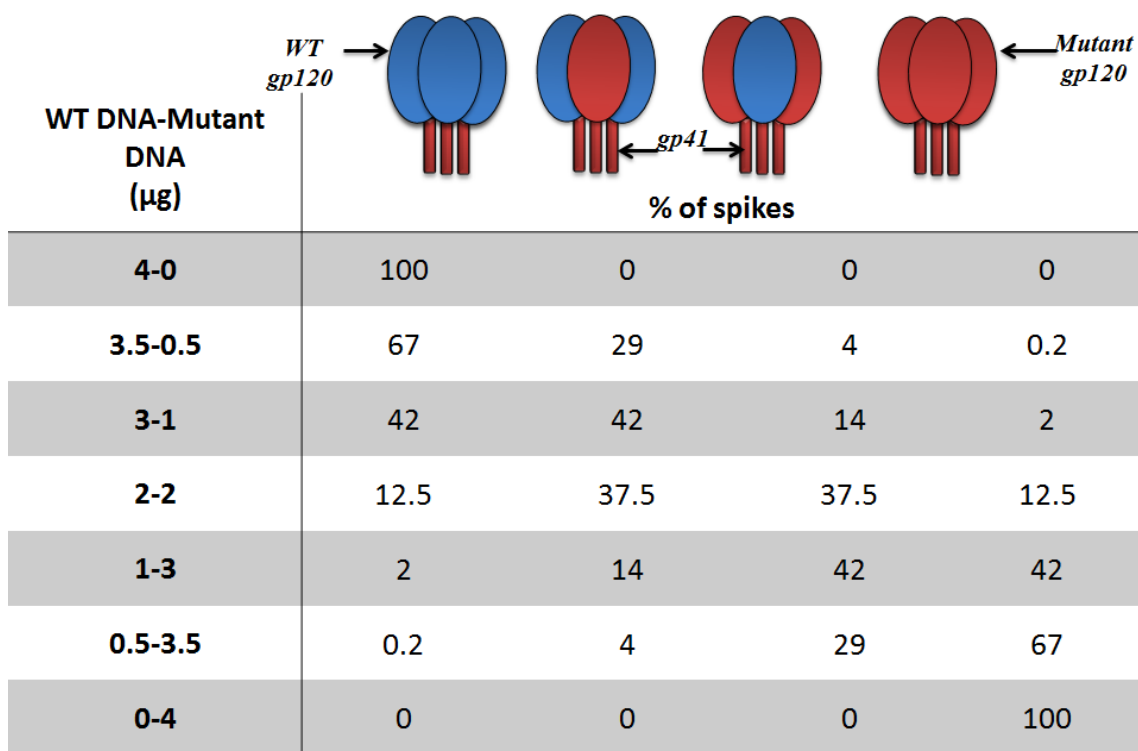 WT
gp120
Mutant
gp120
WT DNA-Mutant
DNA
(µg)
gp41
% of spikes
4-0 100 0 0 0
3.5-0.5 67 29 4 0.2
3-1 42 42 14 2
2-2 12.5 37.5 37.5 12.5
1-3 2 14 42 42
0.5-3.5 0.2 4 29 67
0-4 0 0 0 100